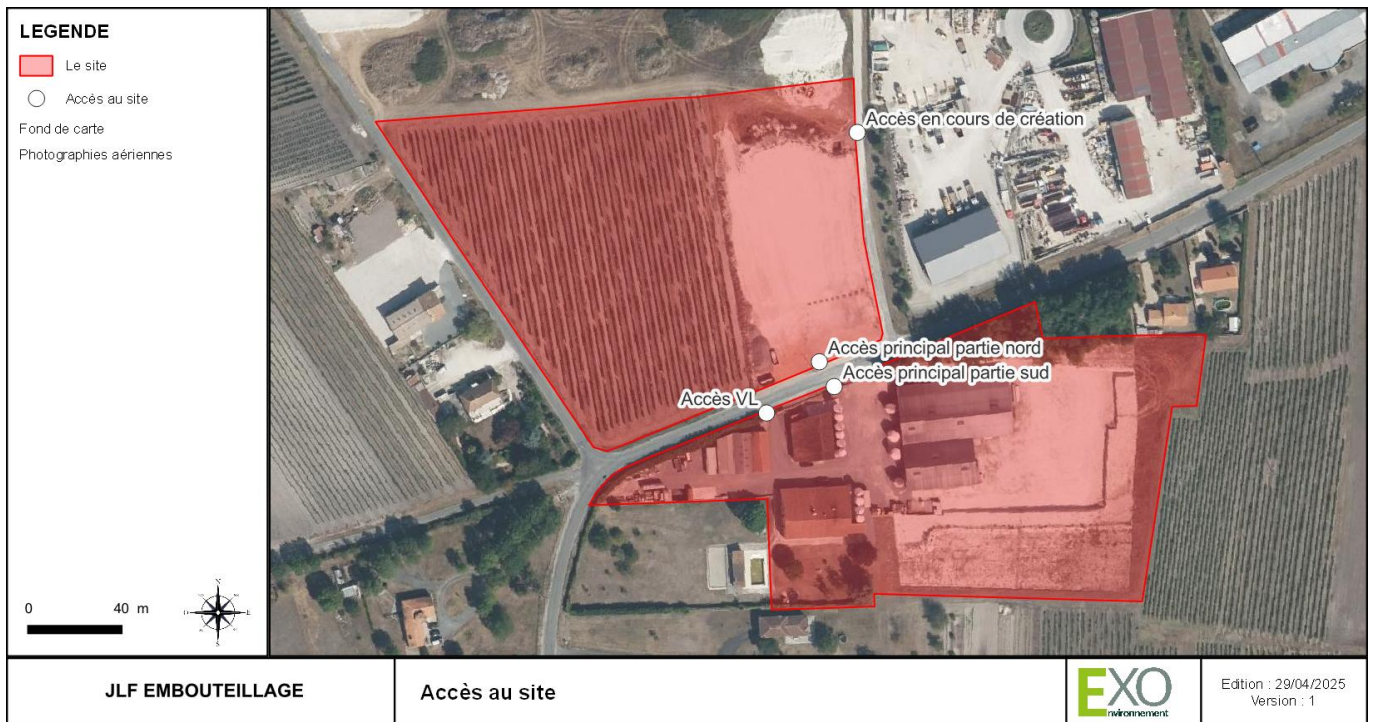 LEGENDE
Le site
Accès au site
Fond de carte
Photographies aériennes
0 40 m
N
O E
S
Accès en cours de création
Accès principal partie nord
Accès principal partie sud
Accès VL
JLF EMBOUTEILLAGE
Accès au site
EXO
nvironnement
Edition : 29/04/2025
Version : 1